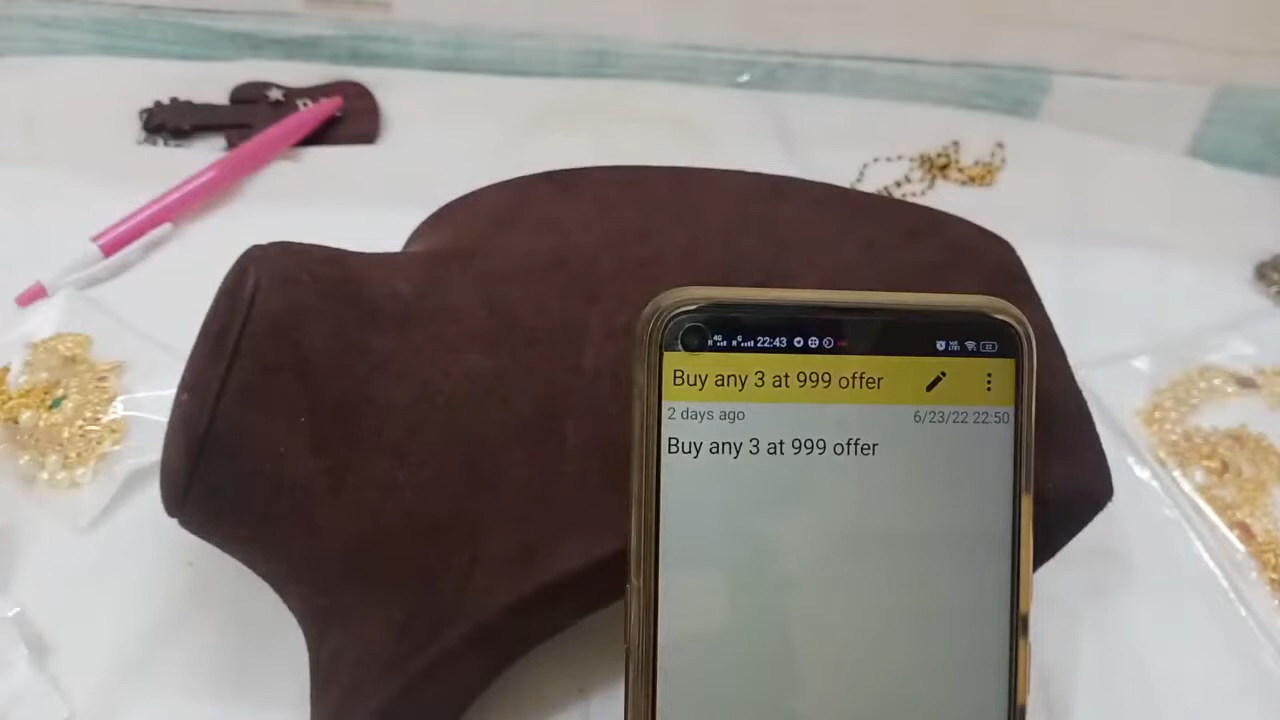 22:43
Buy any 3 at 999 offer
2 days ago 6/23/22 22:50
Buy any 3 at 999 offer